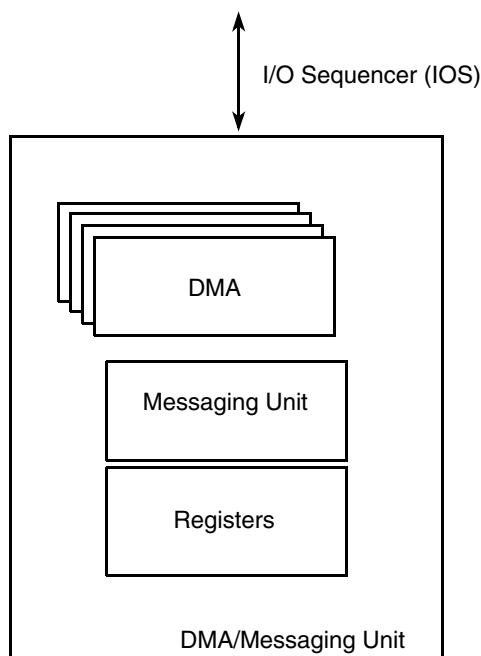 I/O Sequencer (IOS)
DMA
Messaging Unit
Registers
DMA/Messaging Unit